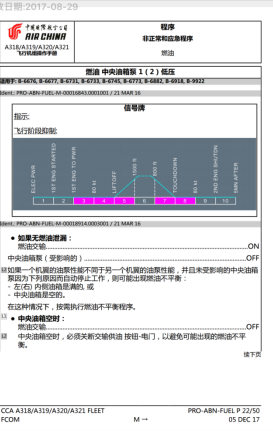 效日期:2017-08-29
中国国际航空公司
AIR CHINA
A318/A319/A320/A321
飞行机组操作手册
程序
非正常和应急程序
燃油
燃油 中央油箱泵 1（2）低压
适用于: B-6676, B-6677, B-6731, B-6733, B-6745, B-6773, B-6882, B-6918, B-9922
Ident.: PRO-ABN-FUEL-M-00016843.0001001 / 21 MAR 16
信号牌
指示:
飞行阶段抑制:
ELEC PWR
1ST ENG STARTED
1ST ENG TO PWR
80 kt
LIFTOFF
1500 ft
800 ft
TOUCHDOWN
80 kt
2ND ENG SHUTDN
5MN AFTER
1 2 3 4 5 6 7 8 9 10
Ident.: PRO-ABN-FUEL-M-00018914.0003001 / 21 MAR 16
● 如果无燃油泄漏：
燃油交输.....ON
中央油箱泵（受影响的）.....OFF
如果一个机翼的油泵性能不同于另一个机翼的油泵性能，并且未受影响的中央油箱
泵因为下列原因而自动停止工作，则可能出现燃油不平衡：
- 左(右) 内侧油箱是满的, 或
- 中央油箱是空的。
在这种情况下，按需执行燃油不平衡程序。
L1 ● 中央油箱空时：
燃油交输.....OFF
L2 中央油箱空时，必须关断交输供油 按钮-电门，以避免可能出现的燃油不平
衡。
续下页
CCA A318/A319/A320/A321 FLEET
FCOM
M →
PRO-ABN-FUEL P 22/50
05 DEC 17